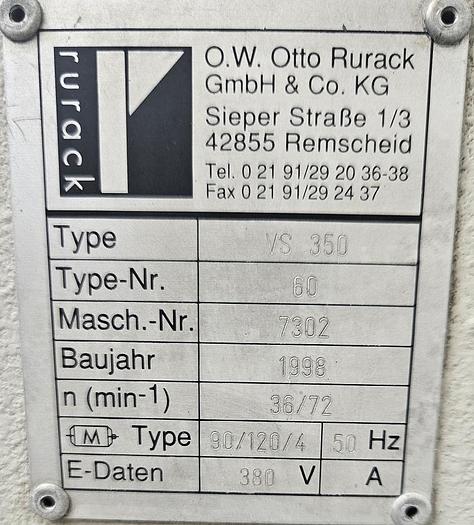 rurack
O.W. Otto Rurack
GmbH & Co. KG
Sieper Straße 1/3
42855 Remscheid
Tel. 0 21 91/29 20 36-38
Fax 0 21 91/29 24 37
Type VS 350
Type-Nr. 60
Masch.-Nr. 7302
Baujahr 1998
n (min-1) 36/72
M Type 90/120/4 50 Hz
E-Daten 380 V A